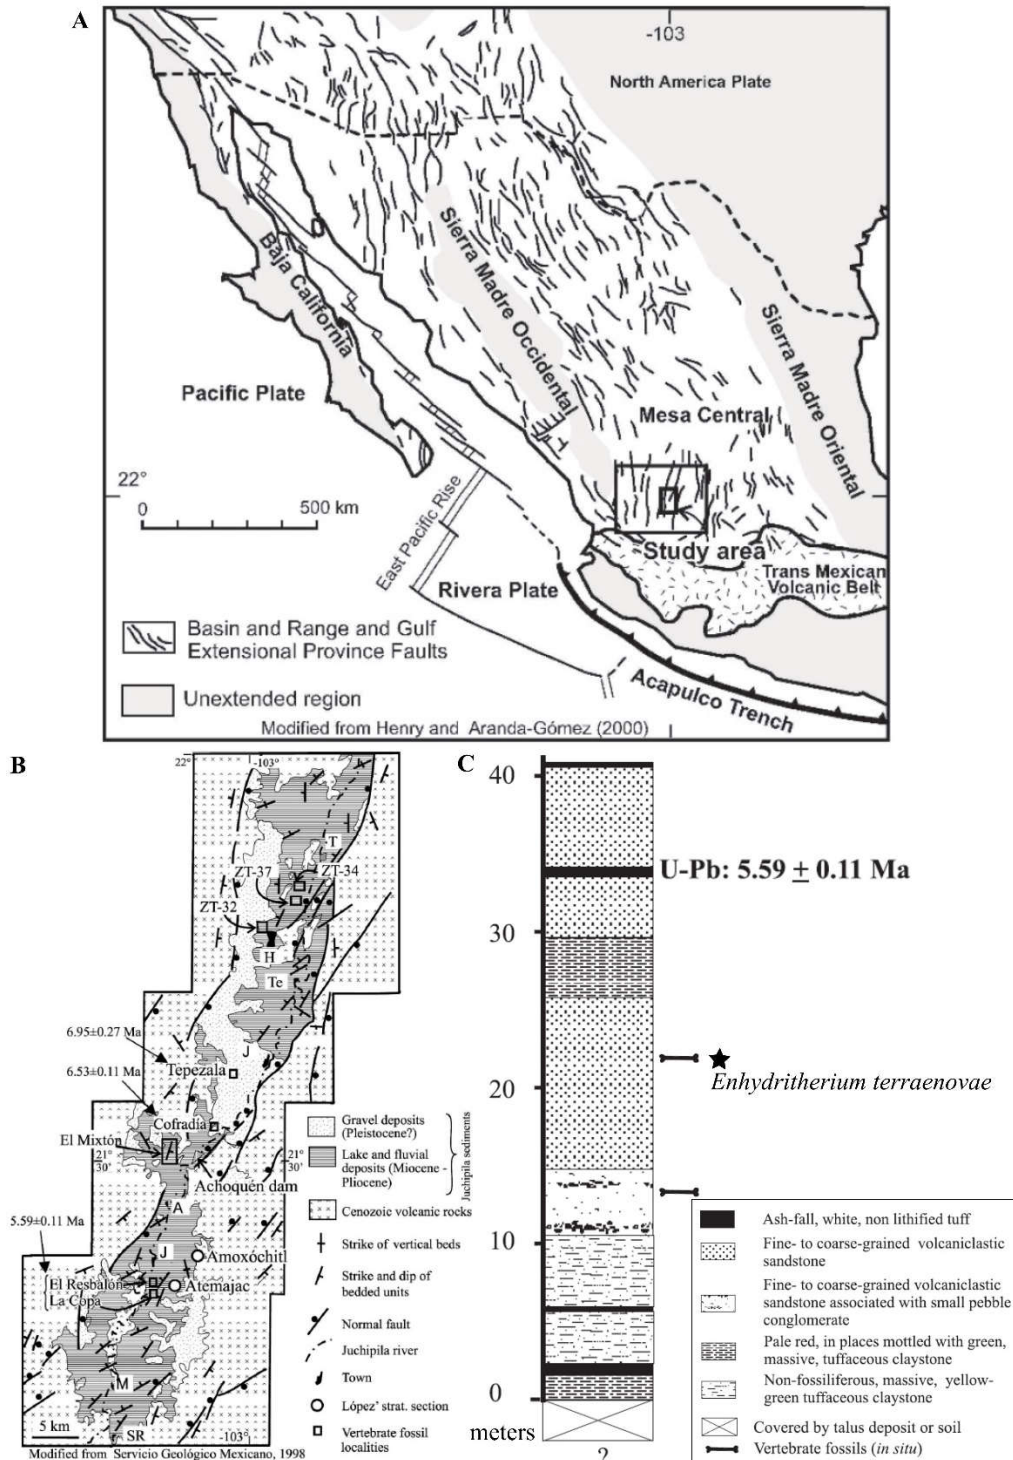 A
-103
North America Plate
Baja California
Sierra Madre Occidental
Sierra Madre Oriental
Pacific Plate
Mesa Central
22°
0 500 km
East Pacific Rise
Study area
Trans Mexican
Volcanic Belt
Rivera Plate
Basin and Range and Gulf
Extensional Province Faults
Acapulco Trench
Unextended region
Modified from Henry and Aranda-Gómez (2000)
B
22°
-103°
T
ZT-37
ZT-34
ZT-32
H
Te
6.95±0.27 Ma
J
Tepezala
6.53±0.11 Ma
Cofradía
El Mixtón
21°
30'
21°
30'
Achoquén dam
A
5.59±0.11 Ma
J
Amoxóchitl
El Resbalón
La Copa
Atemajac
M
SR
5 km
-103°
Modified from Servicio Geológico Mexicano, 1998
Gravel deposits
(Pleistocene?)
Lake and fluvial
deposits (Miocene -
Pliocene)
Juchipila sediments
Cenozoic volcanic rocks
Strike of vertical beds
Strike and dip of
bedded units
Normal fault
Juchipila river
Town
López' strat. section
Vertebrate fossil
localities
C
40
U-Pb: 5.59 ± 0.11 Ma
30
20
Enhydritherium terraenovae
10
0
meters
?
Ash-fall, white, non lithified tuff
Fine- to coarse-grained volcaniclastic
sandstone
Fine- to coarse-grained volcaniclastic
sandstone associated with small pebble
conglomerate
Pale red, in places mottled with green,
massive, tuffaceous claystone
Non-fossiliferous, massive, yellow-
green tuffaceous claystone
Covered by talus deposit or soil
Vertebrate fossils (in situ)